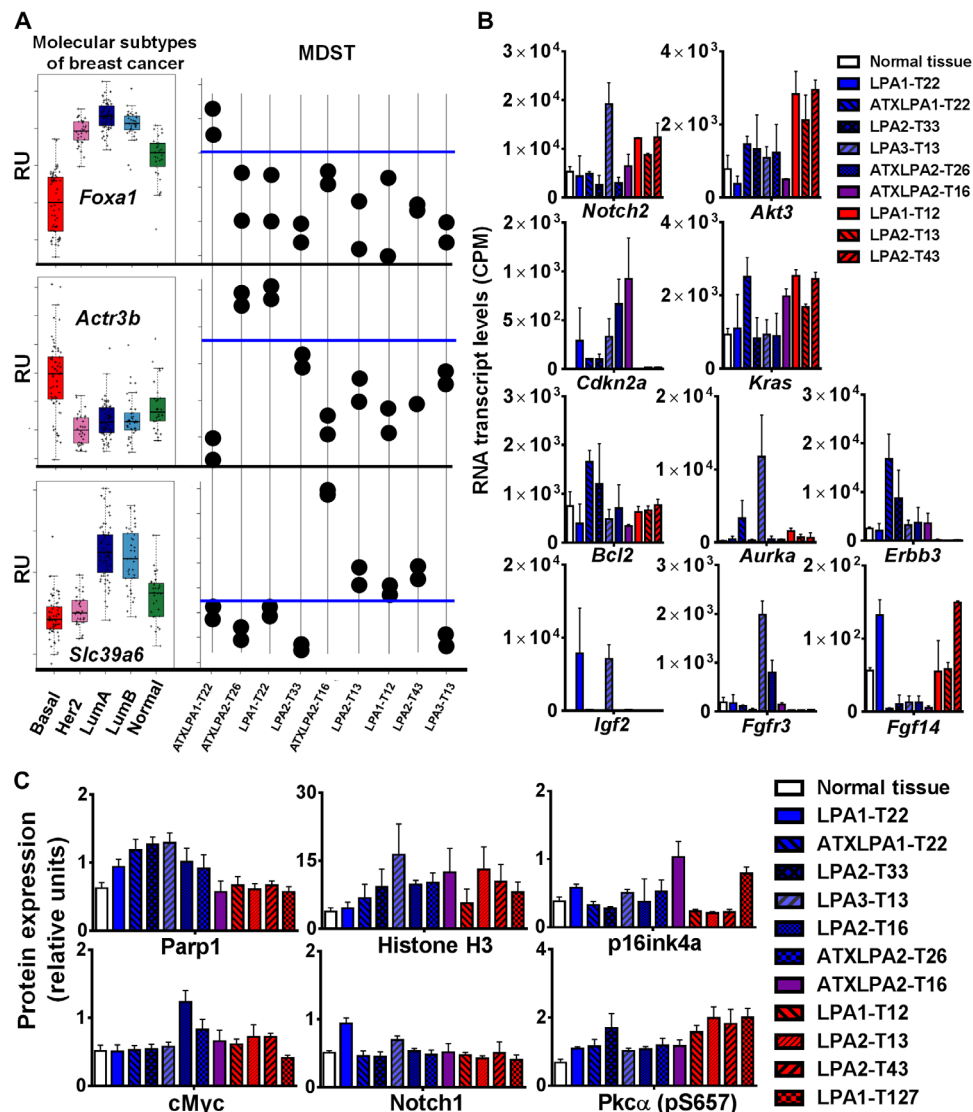 A
Molecular subtypes
of breast cancer
MDST
RU
Foxa1
RU
Actr3b
RU
Slc39a6
Basal
Her2
LumA
LumB
Normal
ATXLPA1-T22
ATXLPA2-T26
LPA1-T22
LPA2-T33
ATXLPA2-T16
LPA2-T13
LPA1-T12
LPA2-T43
LPA3-T13
B
RNA transcript levels (CPM)
3×10⁴
2×10⁴
1×10⁴
0
Notch2
3×10³
2×10³
0
Akt3
2×10³
1×10³
5×10²
0
Cdkn2a
4×10³
2×10³
0
Kras
3×10³
2×10³
1×10³
0
Bcl2
2×10⁴
1×10⁴
0
Aurka
3×10⁴
2×10⁴
1×10⁴
0
Erbb3
2×10⁴
1×10⁴
0
Igf2
3×10³
2×10³
1×10³
0
Fgfr3
2×10²
1×10²
0
Fgf14
Normal tissue
LPA1-T22
ATXLPA1-T22
LPA2-T33
LPA3-T13
ATXLPA2-T26
ATXLPA2-T16
LPA1-T12
LPA2-T13
LPA2-T43
C
Protein expression
(relative units)
2
1
0
Parp1
30
15
0
Histone H3
2
1
0
p16ink4a
2
1
0
cMyc
2
1
0
Notch1
4
2
0
Pkcα (pS657)
Normal tissue
LPA1-T22
ATXLPA1-T22
LPA2-T33
LPA3-T13
LPA2-T16
ATXLPA2-T26
ATXLPA2-T16
LPA1-T12
LPA2-T13
LPA2-T43
LPA1-T127